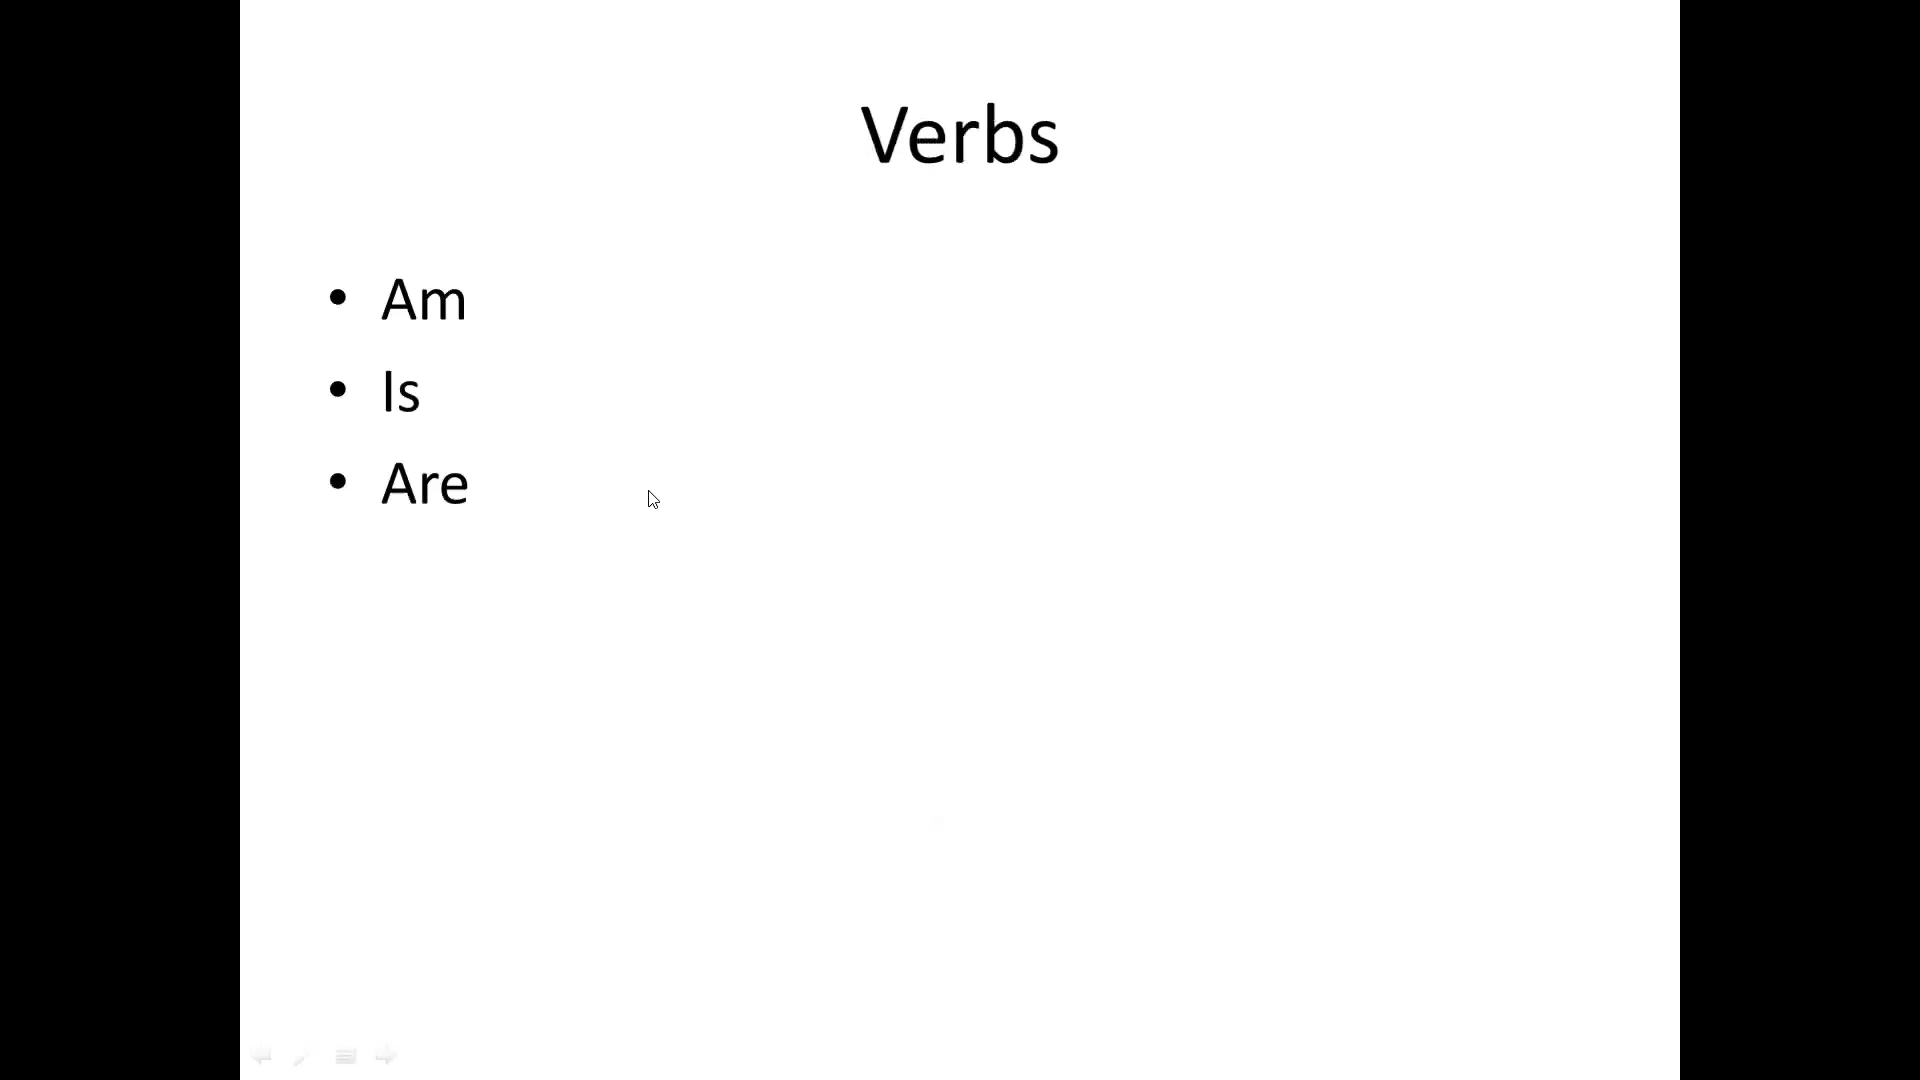 Verbs
• Am
• Is
• Are